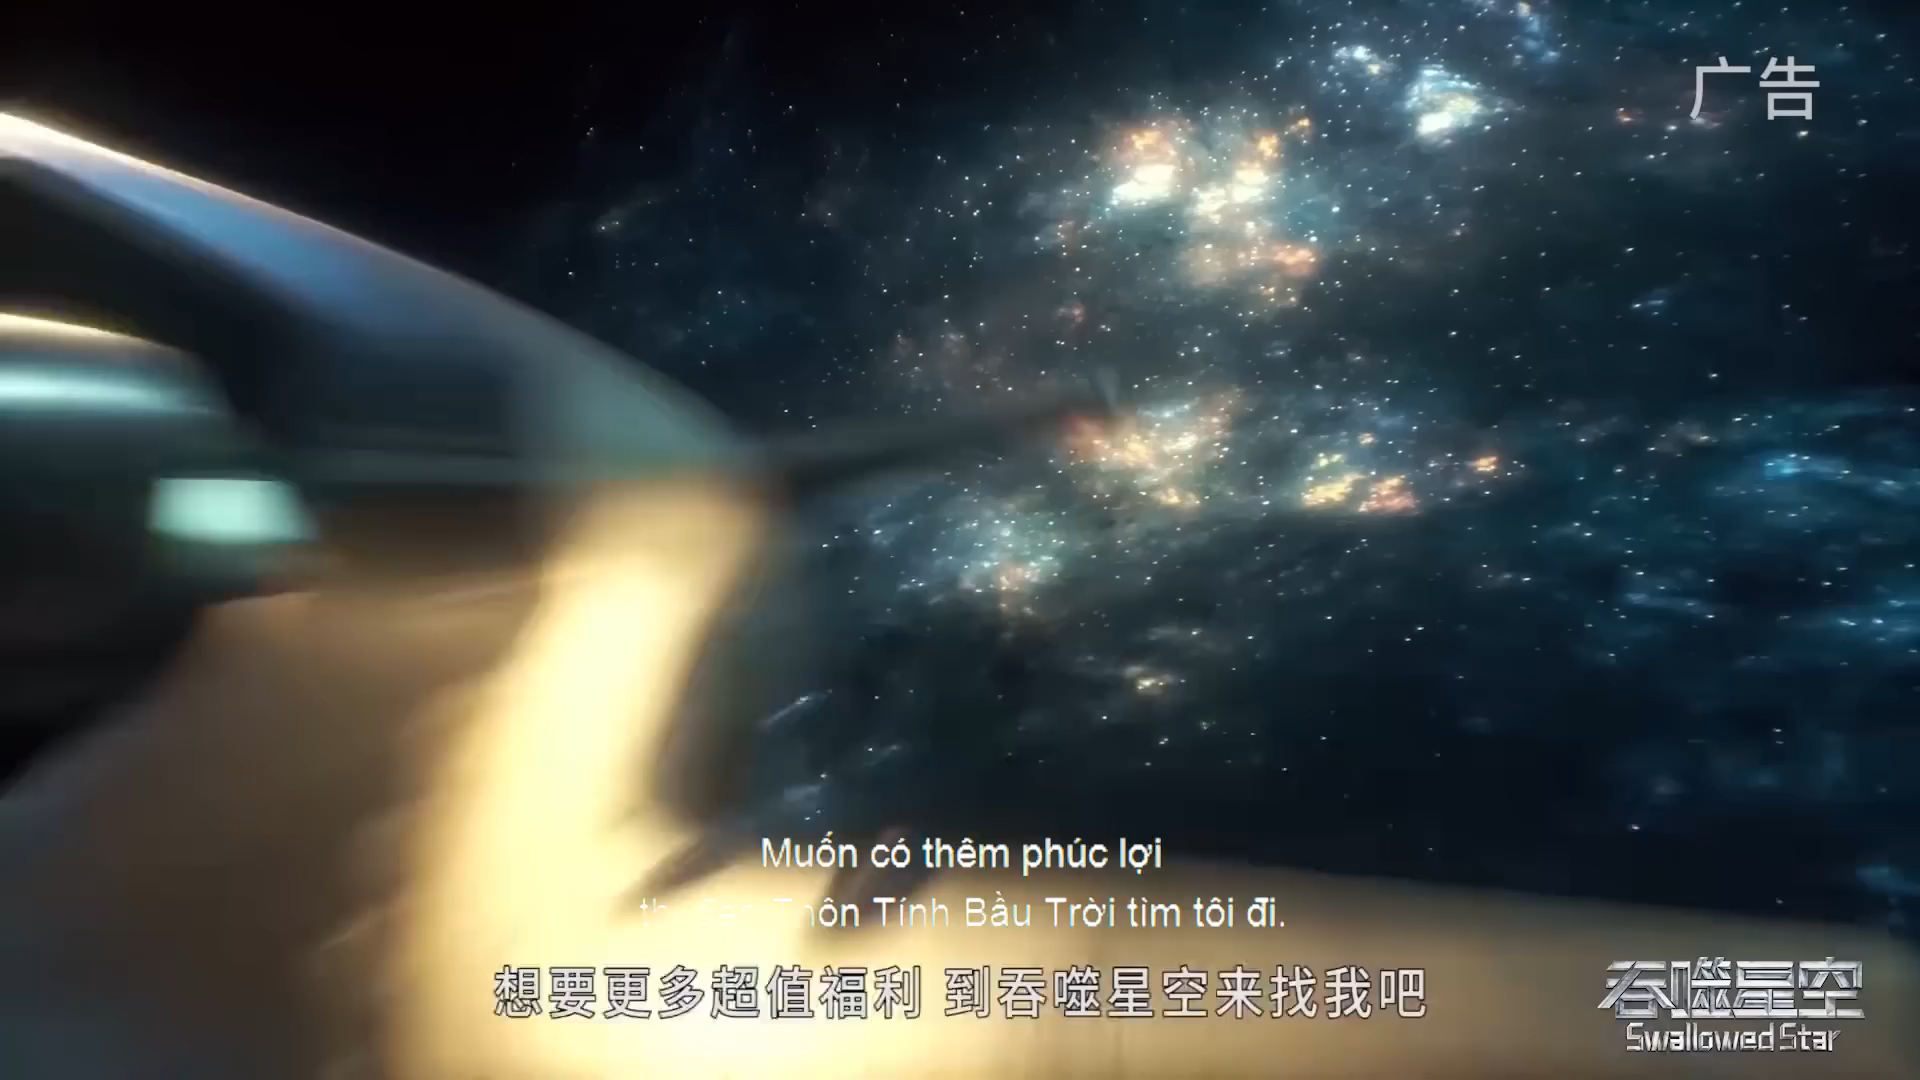 广告
Muốn có thêm phúc lợi
Thôn Tính Bầu Trời tìm tôi đi.
想要更多超值福利 到吞噬星空来找我吧
吞噬星空
Swallowed Star